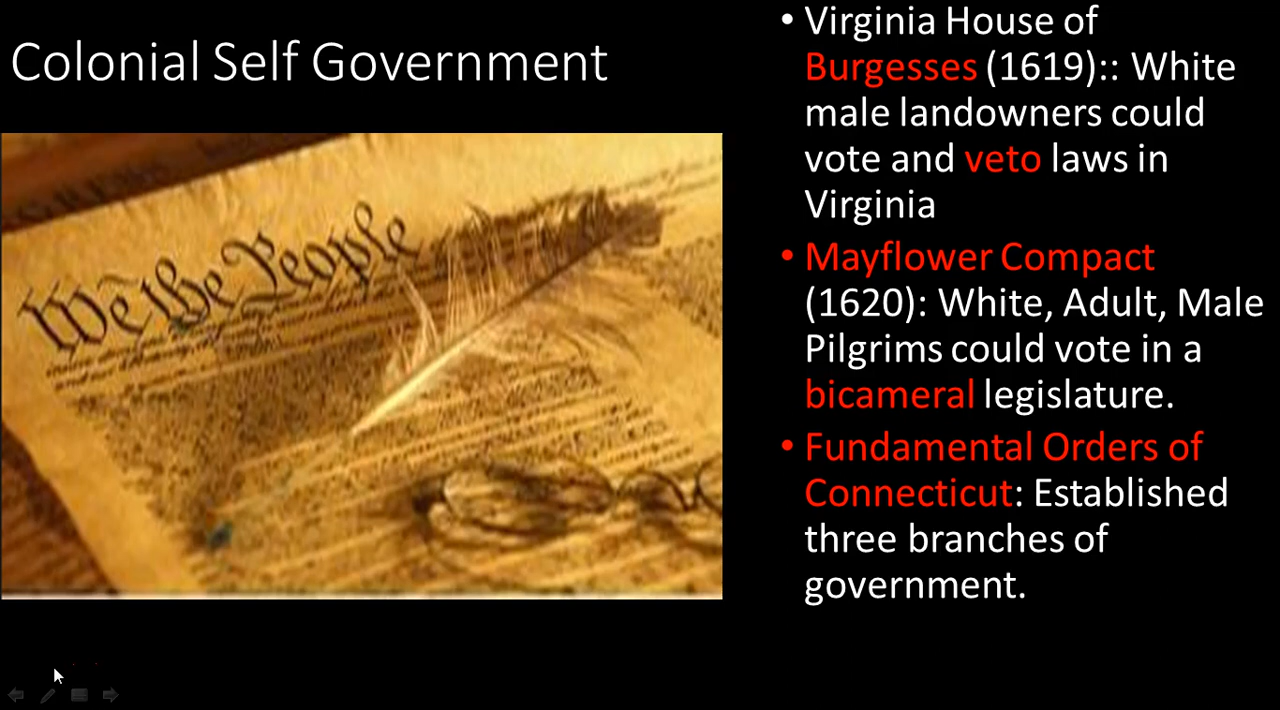 Colonial Self Government
We the People
• Virginia House of
Burgesses (1619):: White
male landowners could
vote and veto laws in
Virginia
• Mayflower Compact
(1620): White, Adult, Male
Pilgrims could vote in a
bicameral legislature.
• Fundamental Orders of
Connecticut: Established
three branches of
government.